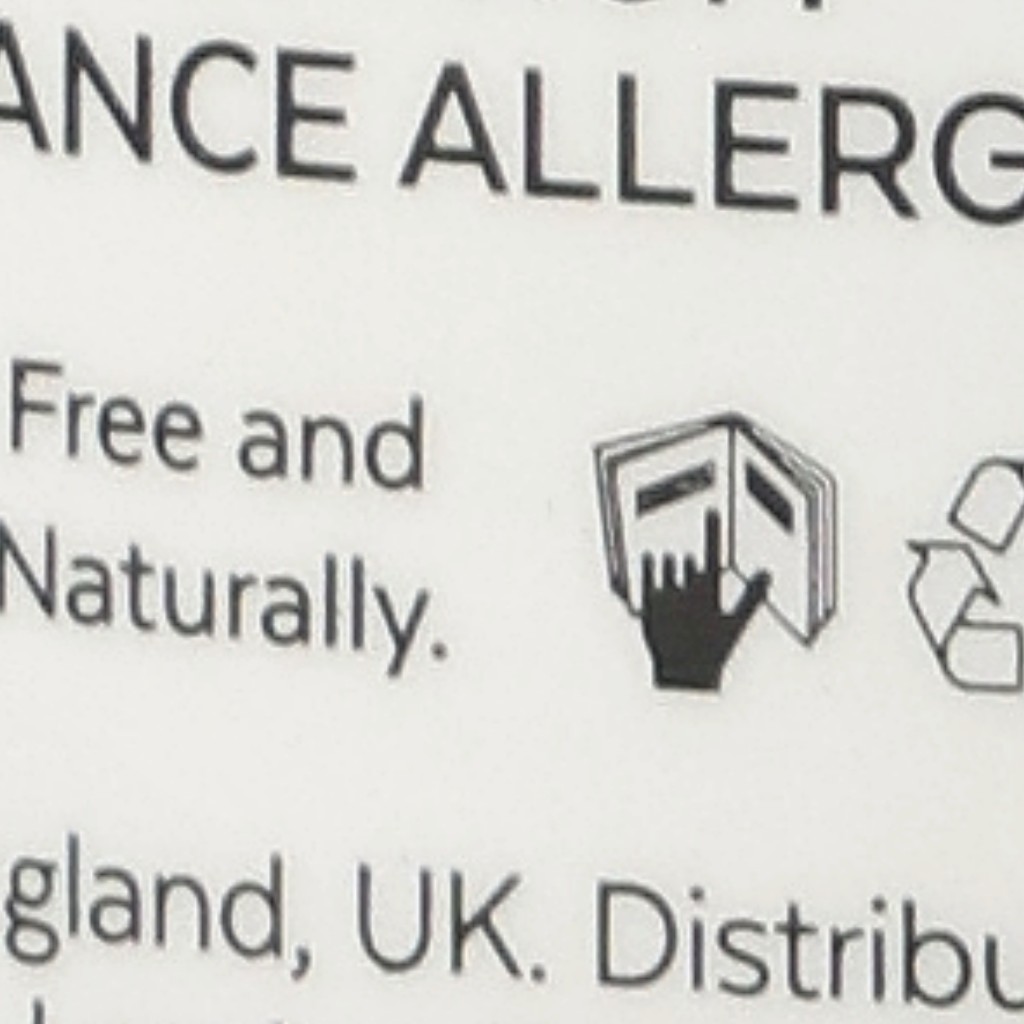 ANCE ALLERG
Free and
Naturally.
gland, UK. Distribu